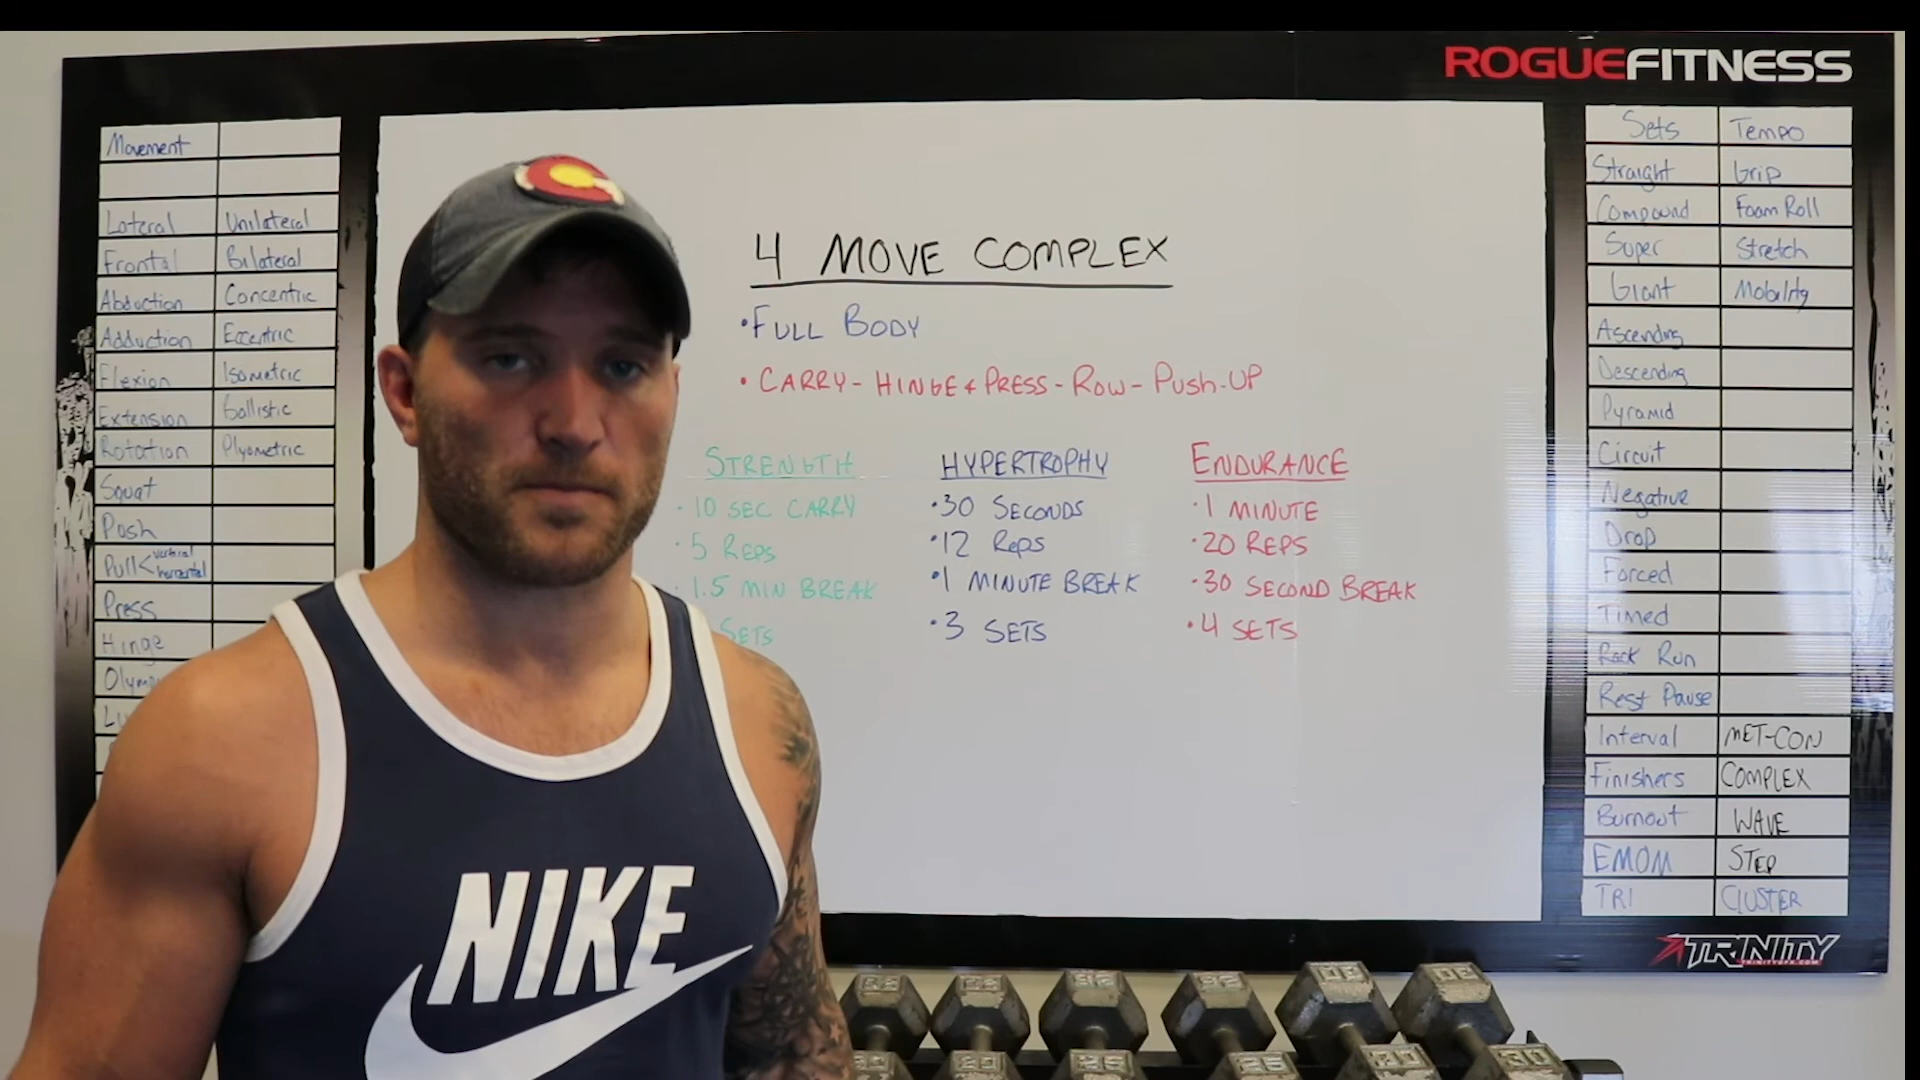 ROGUEFITNESS
Movement
Lateral Unilateral
Frontal Bilateral
Abduction Concentric
Adduction Eccentric
Flexion Isometric
Extension Ballistic
Rotation Plyometric
Squat
Push
Pull< vertical
horizontal
Press
Hinge
4 MOVE COMPLEX
•FULL BODY
•CARRY-HINGE+PRESS-ROW-PUSH-UP
STRENGTH
•10 SEC CARRY
•5 REPS
•1.5 MIN BREAK
SETS
HYPERTROPHY
•30 SECONDS
•12 Reps
•1 MINUTE BREAK
•3 SETS
ENDURANCE
•1 MINUTE
•20 REPS
•30 SECOND BREAK
•4 SETS
Sets TEMPO
Straight Grip
Compound Foam Roll
Super Stretch
Giant Mobility
Ascending
Descending
Pyramid
Circuit
Negative
Drop
Forced
Timed
Rack Run
Rest Pause
Interval MET-CON
Finishers COMPLEX
Burnout WAVE
EMOM STEP
TRI CLUSTER
TRINITY
NIKE